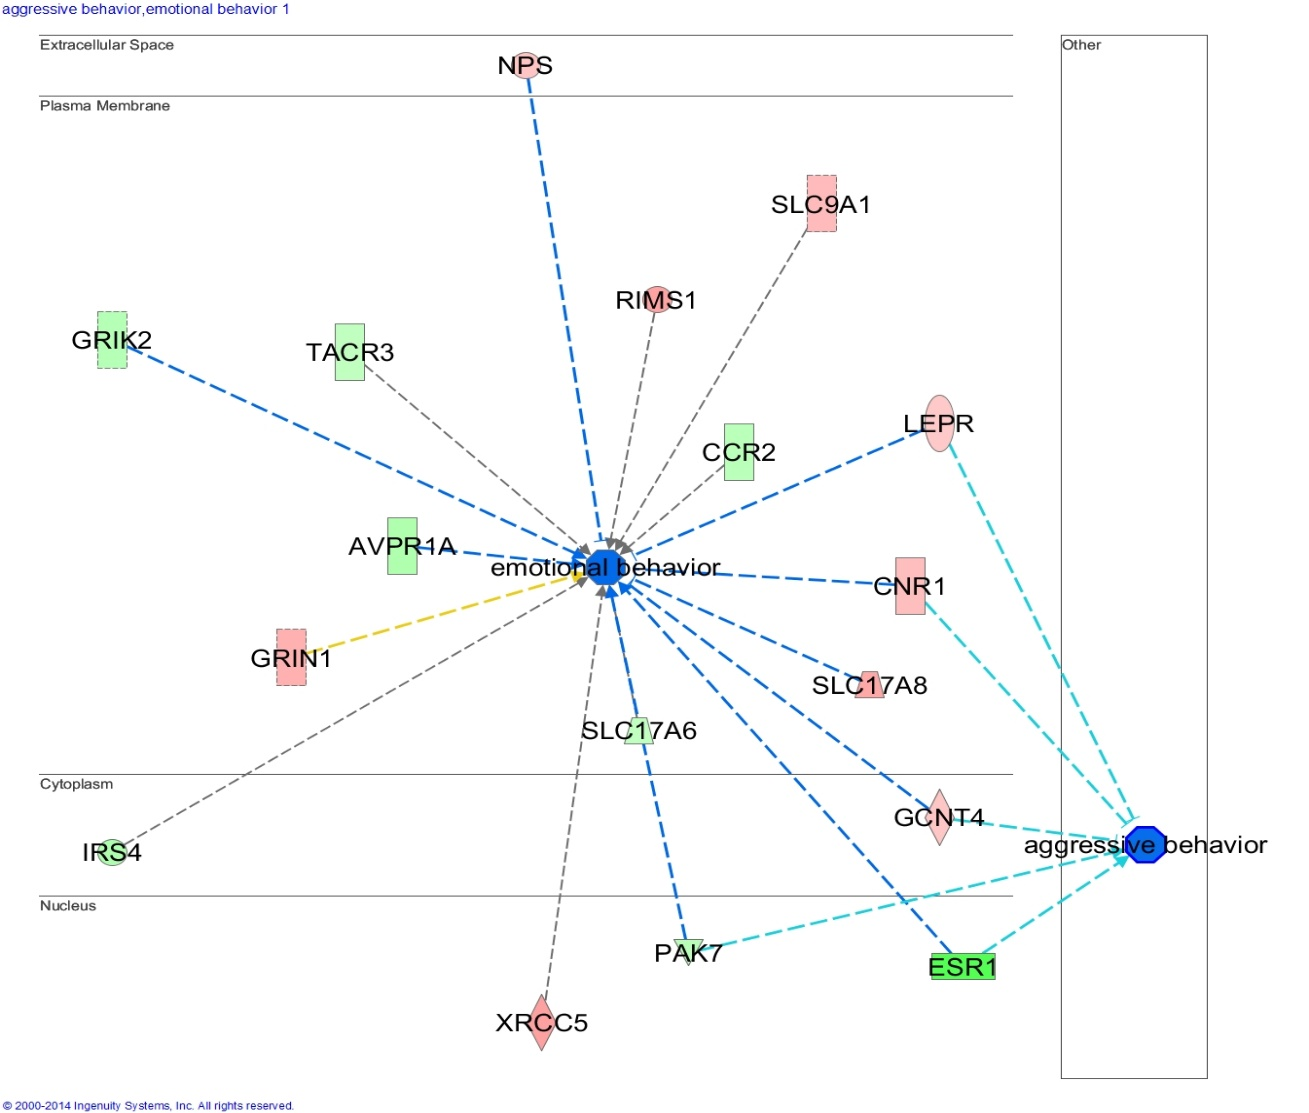 aggressive behavior,emotional behavior 1
Extracellular Space
Other
NPS
Plasma Membrane
SLC9A1
RIMS1
GRIK2
TACR3
LEPR
CCR2
AVPR1A
emotional behavior
CNR1
GRIN1
SLC17A8
SLC17A6
Cytoplasm
GCNT4
aggressive behavior
IRS4
Nucleus
PAK7
ESR1
XRCC5
© 2000-2014 Ingenuity Systems, Inc. All rights reserved.